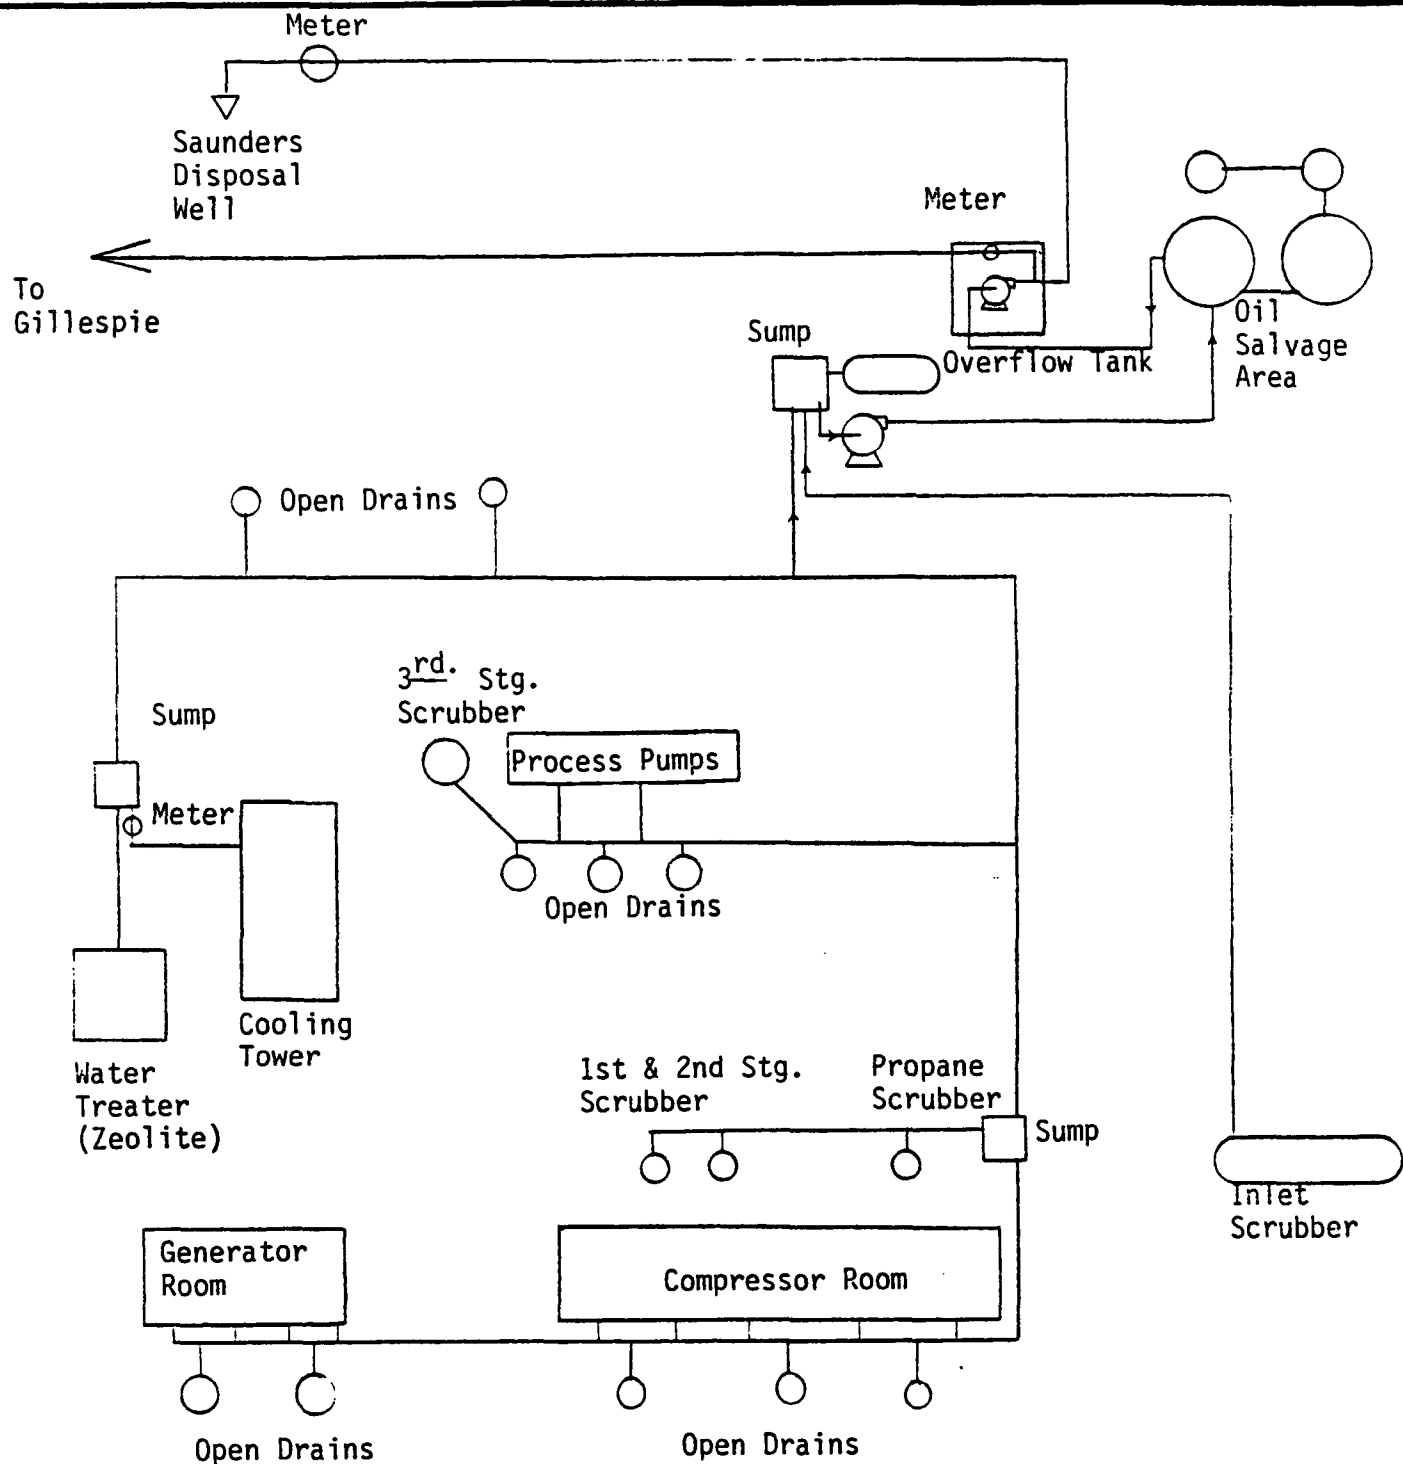 Meter
Saunders
Disposal
Well
Meter
To
Gillespie
Oil
Salvage
Area
Sump
Overflow Tank
Open Drains
3rd. Stg.
Scrubber
Sump
Process Pumps
Meter
Open Drains
Cooling
Tower
Water
Treater
(Zeolite)
1st & 2nd Stg.
Scrubber
Propane
Scrubber
Sump
Inlet
Scrubber
Generator
Room
Compressor Room
Open Drains
Open Drains